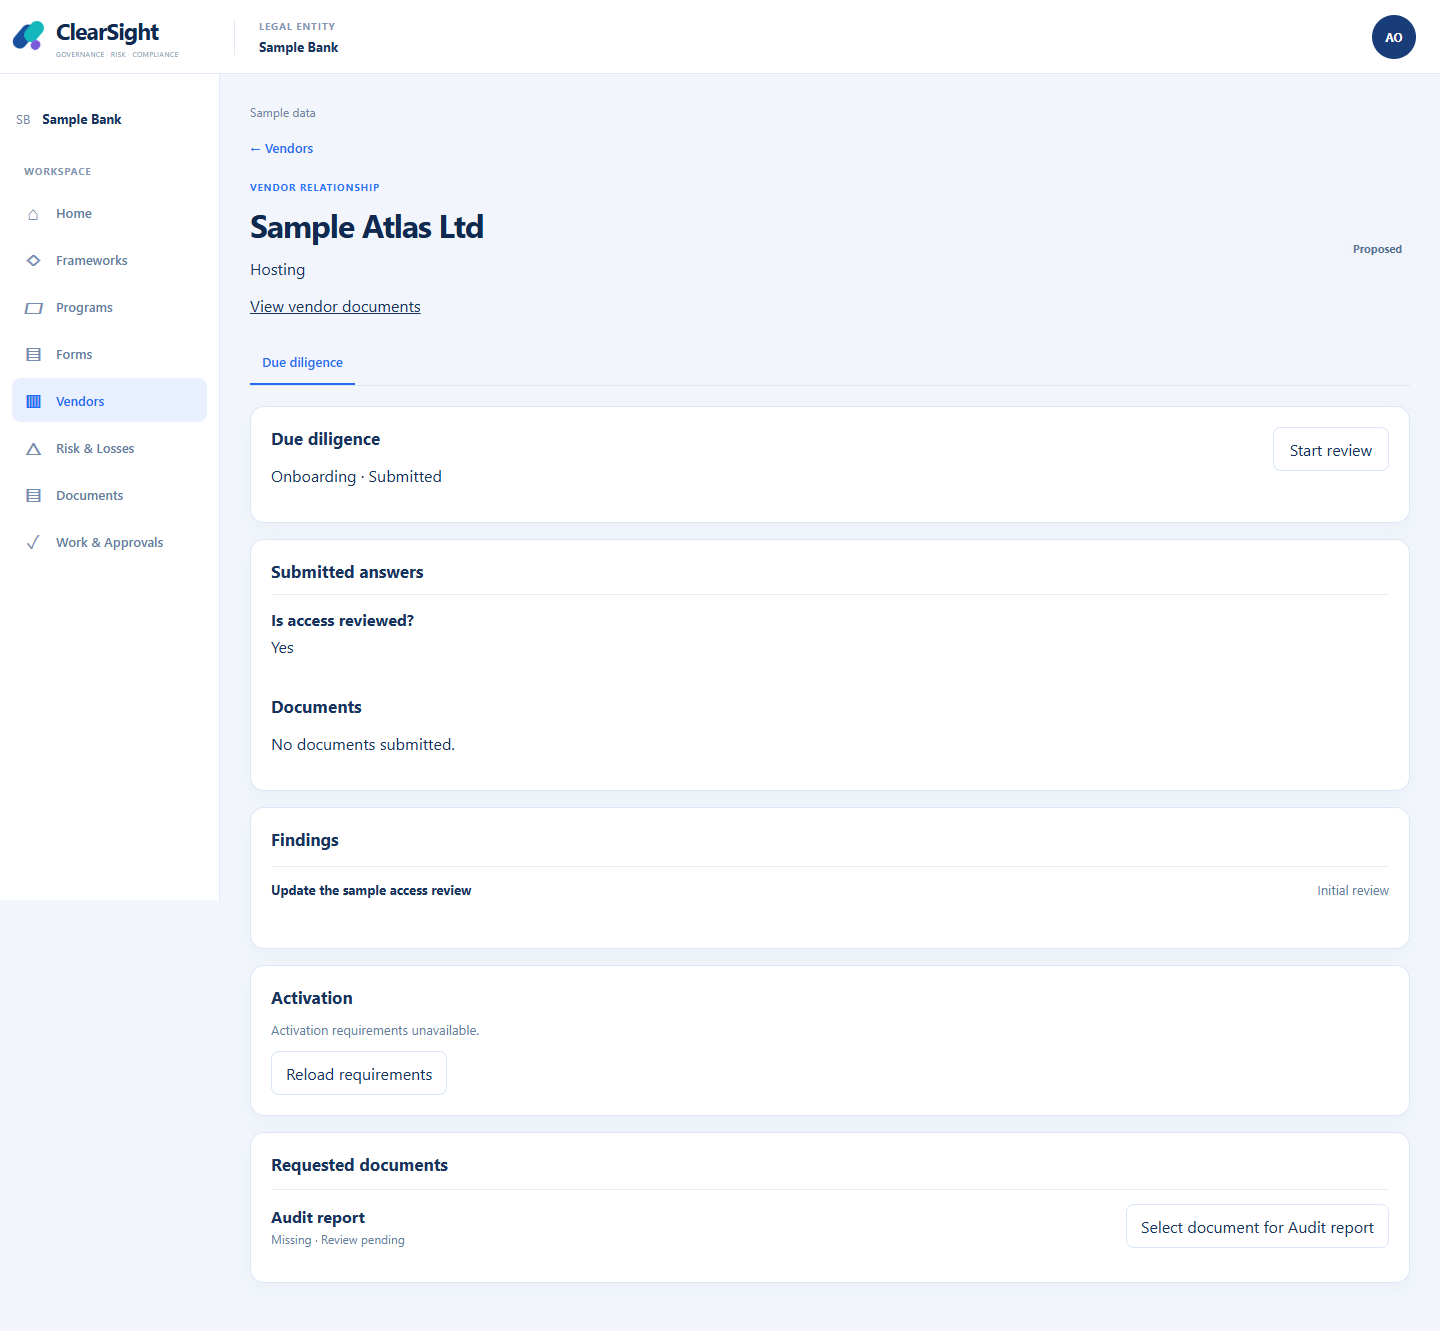 ClearSight
GOVERNANCE · RISK · COMPLIANCE
LEGAL ENTITY
Sample Bank
AO
SB Sample Bank
WORKSPACE
Home
Frameworks
Programs
Forms
Vendors
Risk & Losses
Documents
Work & Approvals
Sample data
← Vendors
VENDOR RELATIONSHIP
Sample Atlas Ltd
Proposed
Hosting
View vendor documents
Due diligence
Due diligence
Start review
Onboarding · Submitted
Submitted answers
Is access reviewed?
Yes
Documents
No documents submitted.
Findings
Update the sample access review
Initial review
Activation
Activation requirements unavailable.
Reload requirements
Requested documents
Audit report
Missing · Review pending
Select document for Audit report